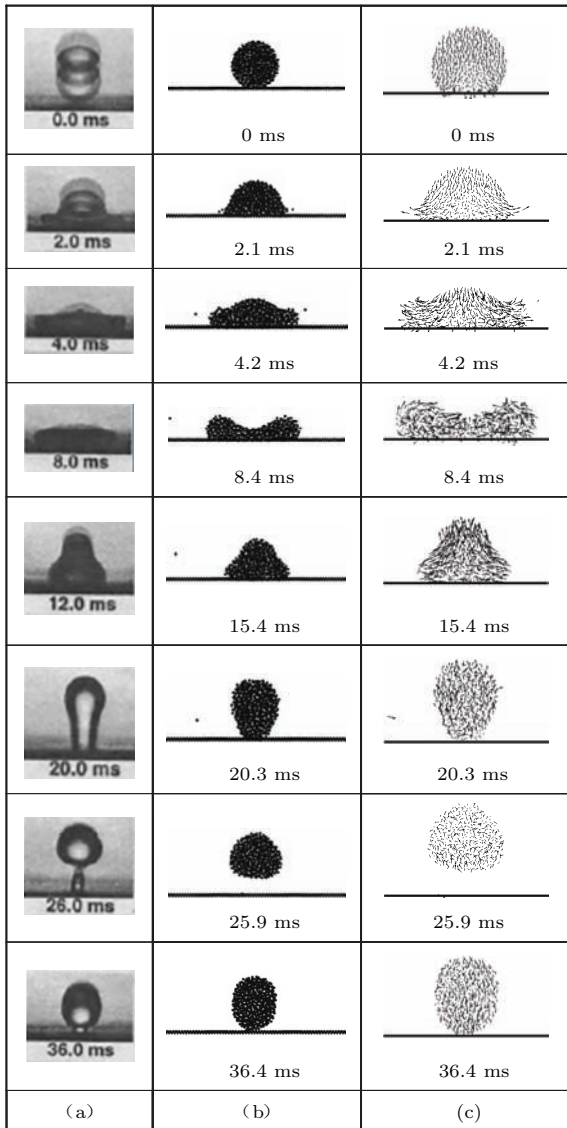 0.0 ms 0 ms 0 ms
2.0 ms 2.1 ms 2.1 ms
4.0 ms 4.2 ms 4.2 ms
8.0 ms 8.4 ms 8.4 ms
12.0 ms 15.4 ms 15.4 ms
20.0 ms 20.3 ms 20.3 ms
26.0 ms 25.9 ms 25.9 ms
36.0 ms 36.4 ms 36.4 ms
（a） （b） (c)